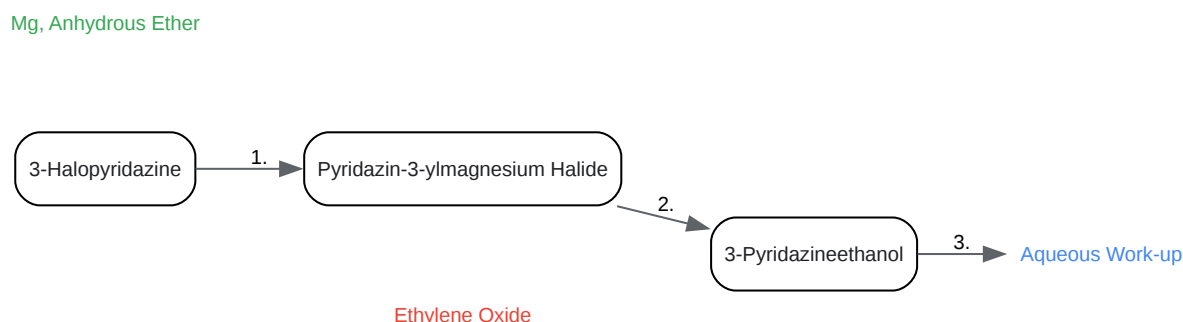 Mg, Anhydrous Ether
3-Halopyridazine
1.
Pyridazin-3-ylmagnesium Halide
2.
3-Pyridazineethanol
3.
Aqueous Work-up
Ethylene Oxide